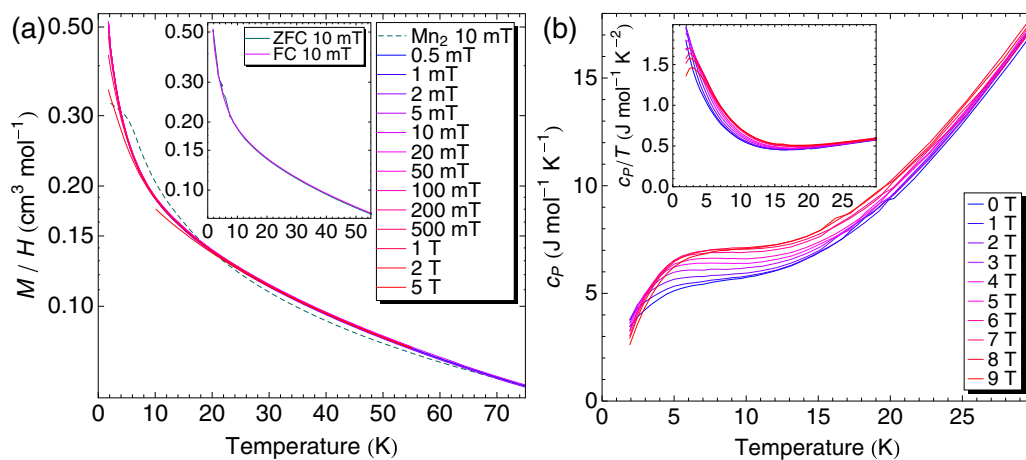 (a)
0.50
0.30
0.20
0.15
0.10
M / H (cm³ mol⁻¹)
0 10 20 30 40 50 60 70
Temperature (K)
0.50
0.30
0.20
0.15
0.10
0 10 20 30 40 50
ZFC 10 mT
FC 10 mT
Mn₂ 10 mT
0.5 mT
1 mT
2 mT
5 mT
10 mT
20 mT
50 mT
100 mT
200 mT
500 mT
1 T
2 T
5 T
(b)
15
10
5
0
c_P (J mol⁻¹ K⁻¹)
0 5 10 15 20 25
Temperature (K)
1.5
1.0
0.5
0.0
c_P/T (J mol⁻¹ K⁻²)
0 5 10 15 20 25
0 T
1 T
2 T
3 T
4 T
5 T
6 T
7 T
8 T
9 T